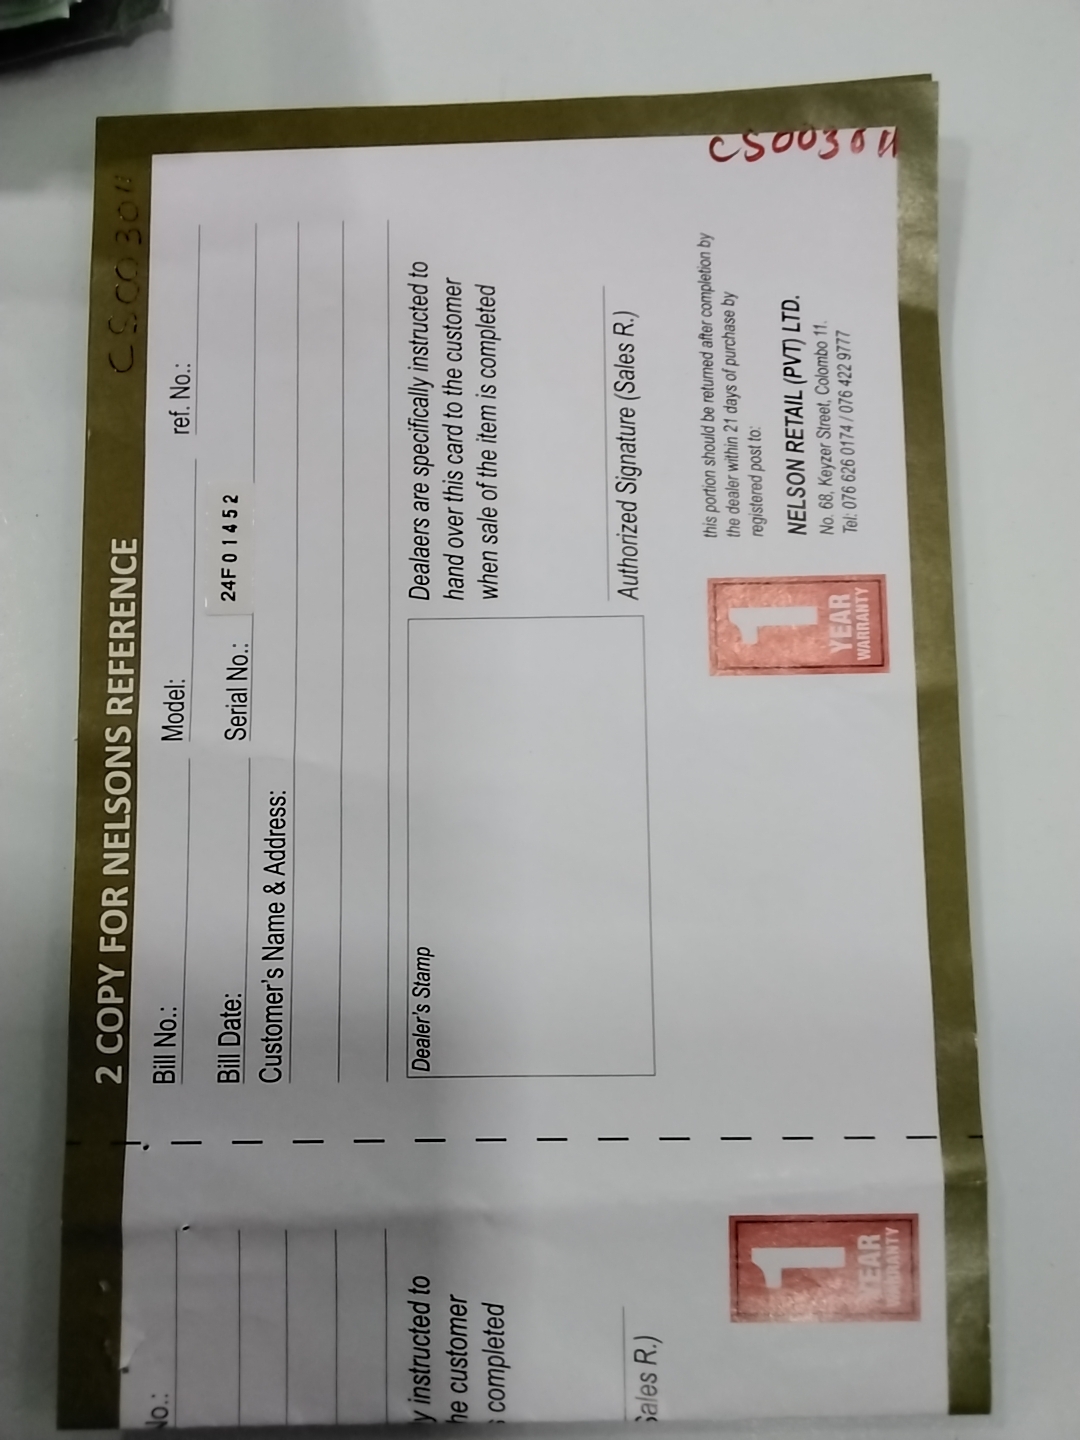 CS00304
CS00304
2 COPY FOR NELSONS REFERENCE
Bill No.: Model: ref. No.:
Bill Date: Serial No.: 24F01452
Customer's Name & Address:
Dealer's Stamp
Dealaers are specifically instructed to
hand over this card to the customer
when sale of the item is completed
Authorized Signature (Sales R.)
1
YEAR
WARRANTY
this portion should be returned after completion by
the dealer within 21 days of purchase by
registered post to:
NELSON RETAIL (PVT) LTD.
No. 68, Keyzer Street, Colombo 11.
Tel: 076 626 0174 / 076 422 9777
No.:
y instructed to
he customer
completed
Sales R.)
1
YEAR
WARRANTY